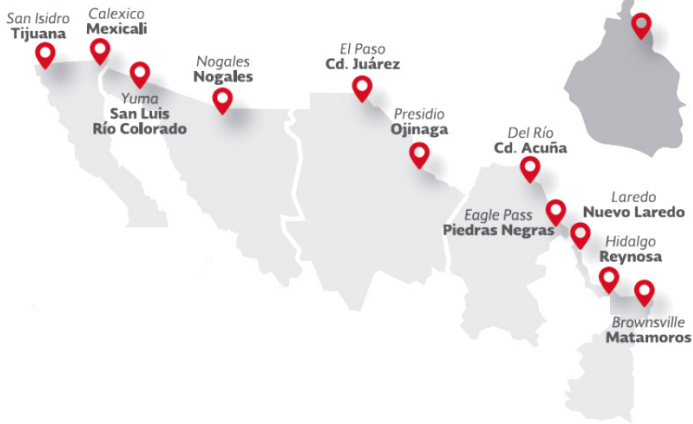 San Isidro
Tijuana
Calexico
Mexicali
Yuma
San Luis
Río Colorado
Nogales
Nogales
El Paso
Cd. Juárez
Presidio
Ojinaga
Del Río
Cd. Acuña
Eagle Pass
Piedras Negras
Laredo
Nuevo Laredo
Hidalgo
Reynosa
Brownsville
Matamoros